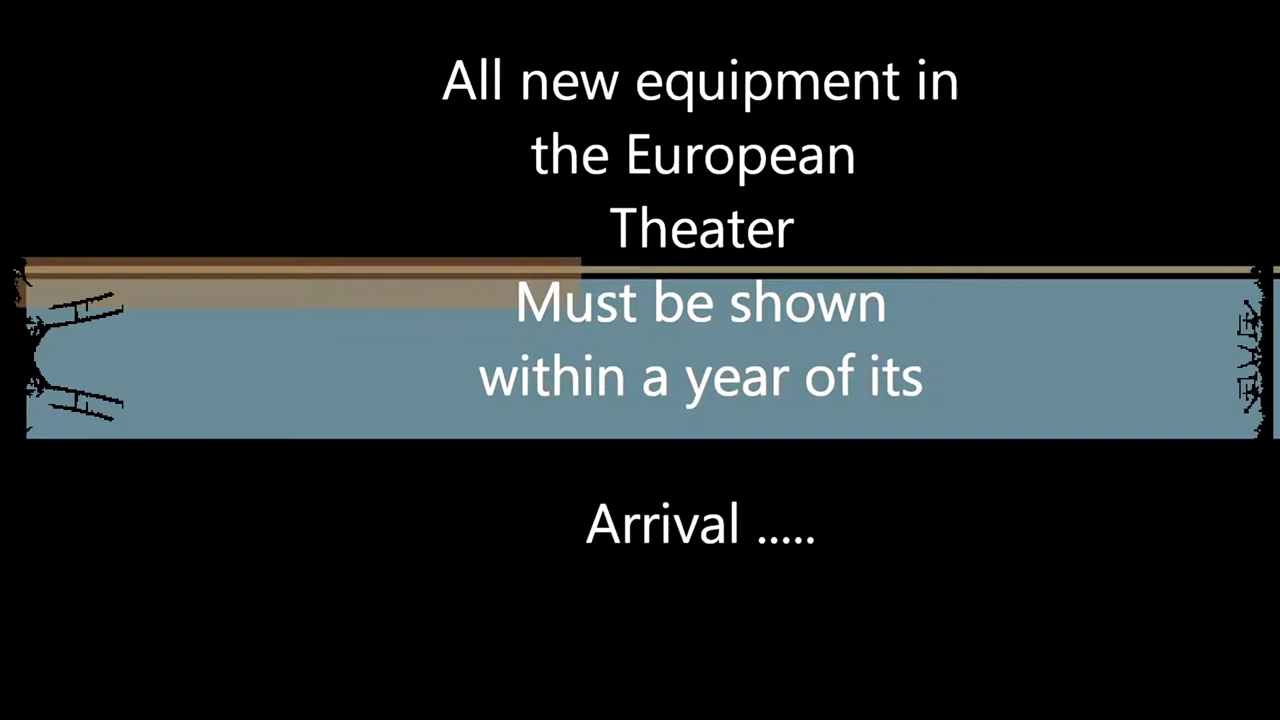 All new equipment in
the European
Theater
Must be shown
within a year of its
Arrival .....